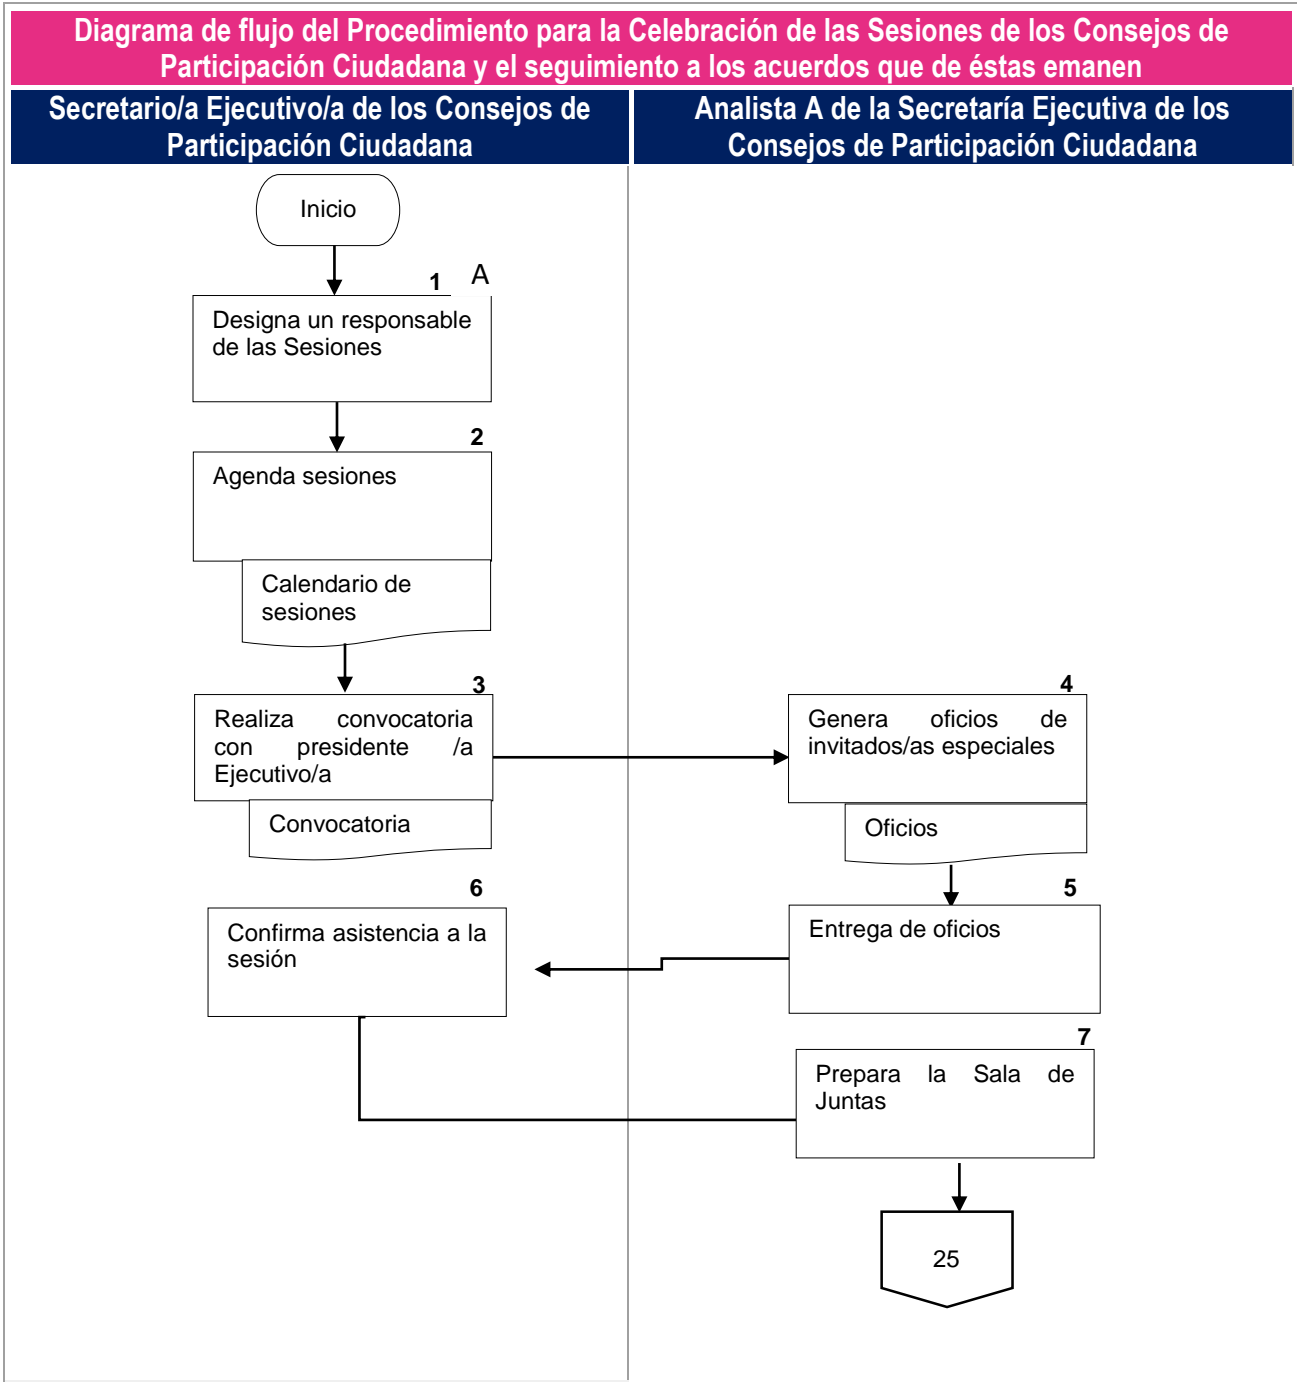 Diagrama de flujo del Procedimiento para la Celebración de las Sesiones de los Consejos de
Participación Ciudadana y el seguimiento a los acuerdos que de éstas emanen
Secretario/a Ejecutivo/a de los Consejos de
Participación Ciudadana
Analista A de la Secretaría Ejecutiva de los
Consejos de Participación Ciudadana
Inicio
1
A
Designa un responsable
de las Sesiones
2
Agenda sesiones
Calendario de
sesiones
3
Realiza convocatoria
con presidente /a
Ejecutivo/a
Convocatoria
4
Genera oficios de
invitados/as especiales
Oficios
5
Entrega de oficios
6
Confirma asistencia a la
sesión
7
Prepara la Sala de
Juntas
25